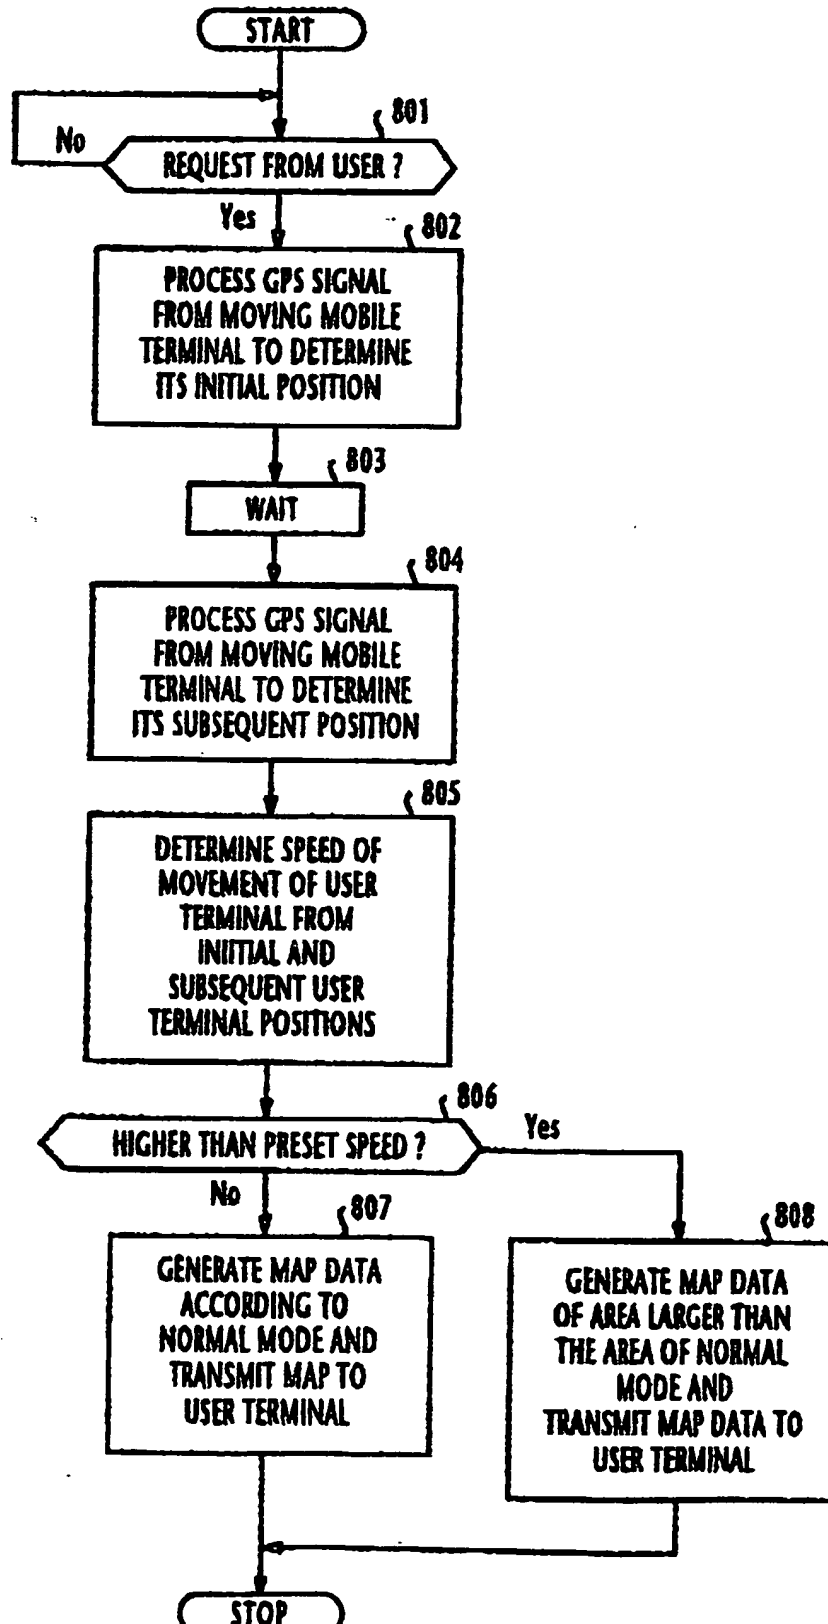 START
801
No
REQUEST FROM USER ?
Yes
802
PROCESS GPS SIGNAL
FROM MOVING MOBILE
TERMINAL TO DETERMINE
ITS INITIAL POSITION
803
WAIT
804
PROCESS GPS SIGNAL
FROM MOVING MOBILE
TERMINAL TO DETERMINE
ITS SUBSEQUENT POSITION
805
DETERMINE SPEED OF
MOVEMENT OF USER
TERMINAL FROM
INIITIAL AND
SUBSEQUENT USER
TERMINAL POSITIONS
806
HIGHER THAN PRESET SPEED ?
Yes
No
807
GENERATE MAP DATA
ACCORDING TO
NORMAL MODE AND
TRANSMIT MAP TO
USER TERMINAL
808
GENERATE MAP DATA
OF AREA LARGER THAN
THE AREA OF NORMAL
MODE AND
TRANSMIT MAP DATA TO
USER TERMINAL
STOP